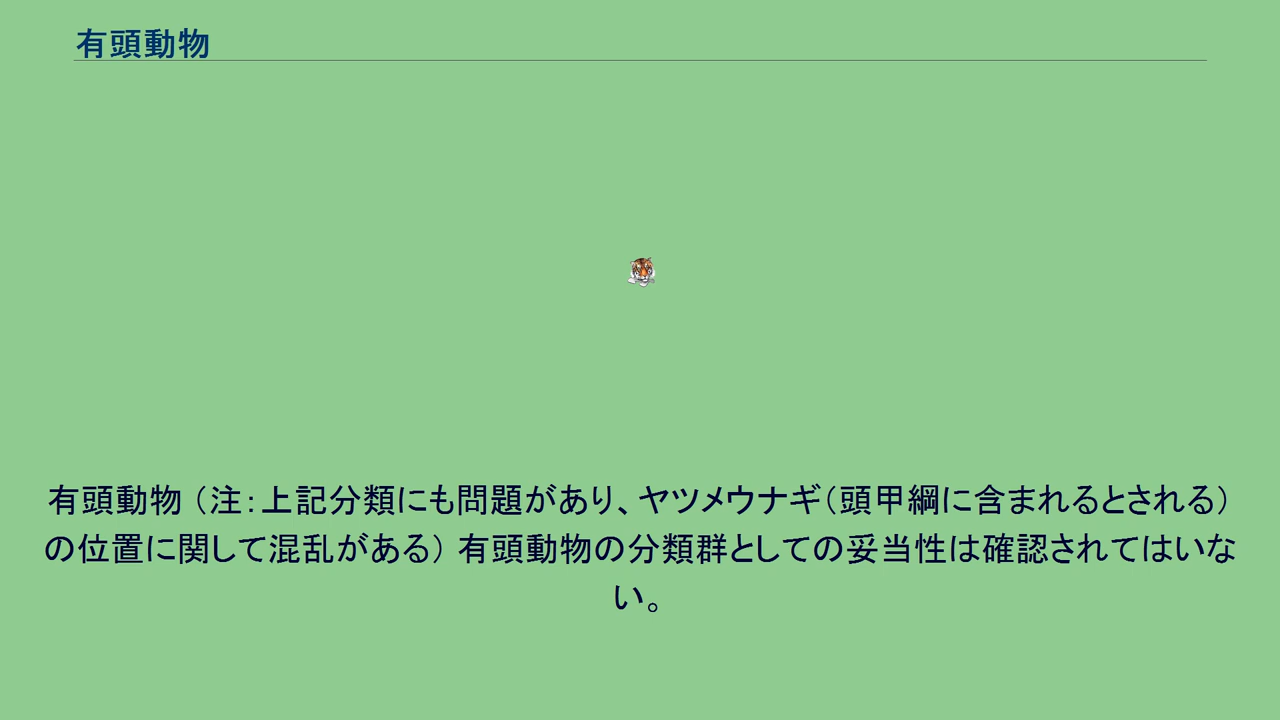 有頭動物
有頭動物（注：上記分類にも問題があり、ヤツメウナギ（頭甲綱に含まれるとされる）
の位置に関して混乱がある） 有頭動物の分類群としての妥当性は確認されてはいな
い。